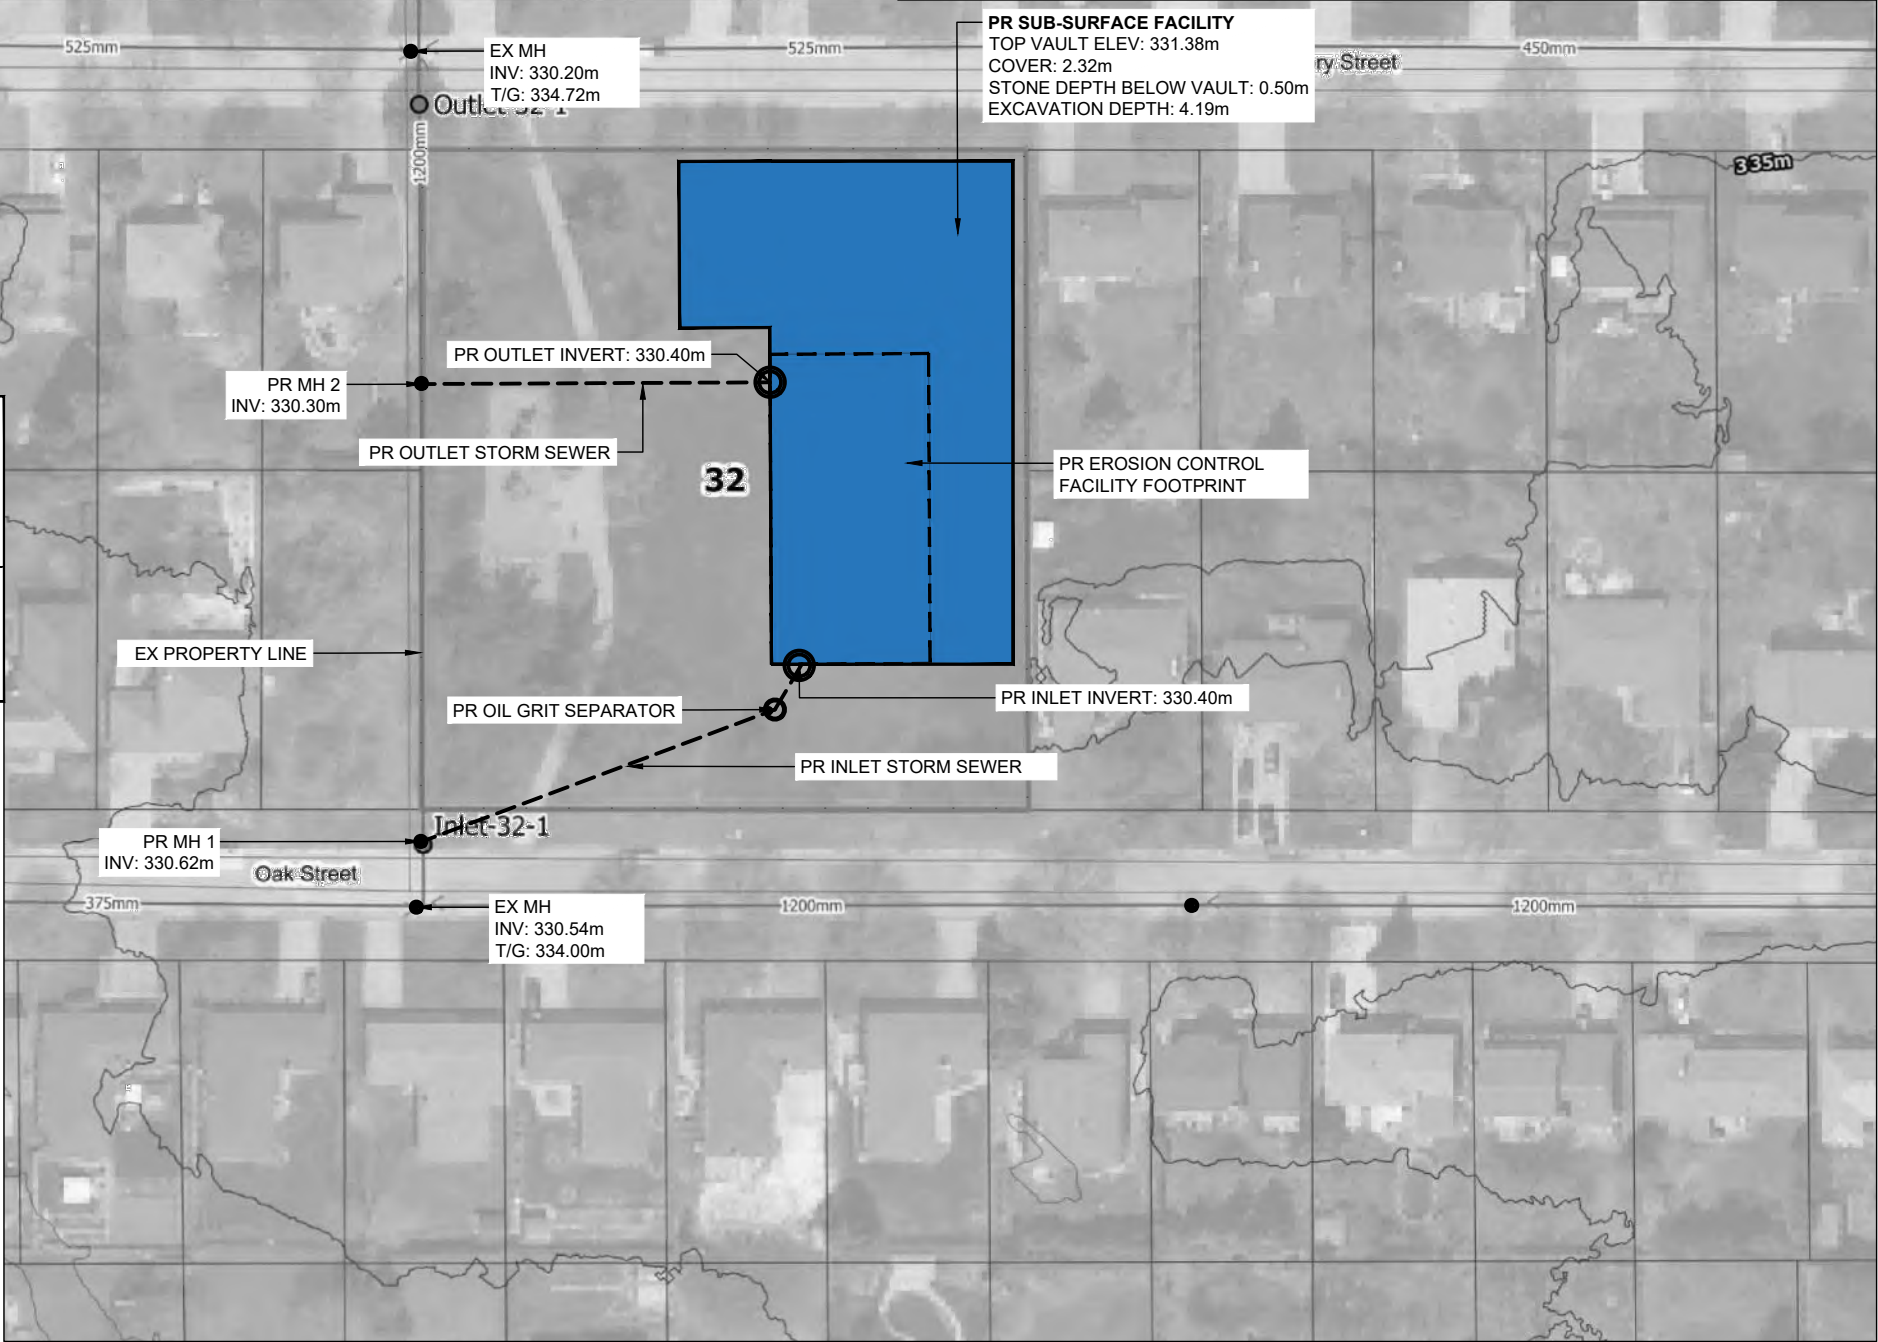 525mm
EX MH
INV: 330.20m
T/G: 334.72m
525mm
PR SUB-SURFACE FACILITY
TOP VAULT ELEV: 331.38m
COVER: 2.32m
STONE DEPTH BELOW VAULT: 0.50m
EXCAVATION DEPTH: 4.19m
ry Street
450mm
Outlet-32-1
1200mm
335m
PR OUTLET INVERT: 330.40m
PR MH 2
INV: 330.30m
PR OUTLET STORM SEWER
32
PR EROSION CONTROL
FACILITY FOOTPRINT
EX PROPERTY LINE
PR OIL GRIT SEPARATOR
PR INLET INVERT: 330.40m
PR INLET STORM SEWER
Inlet-32-1
PR MH 1
INV: 330.62m
Oak Street
375mm
EX MH
INV: 330.54m
T/G: 334.00m
1200mm
1200mm